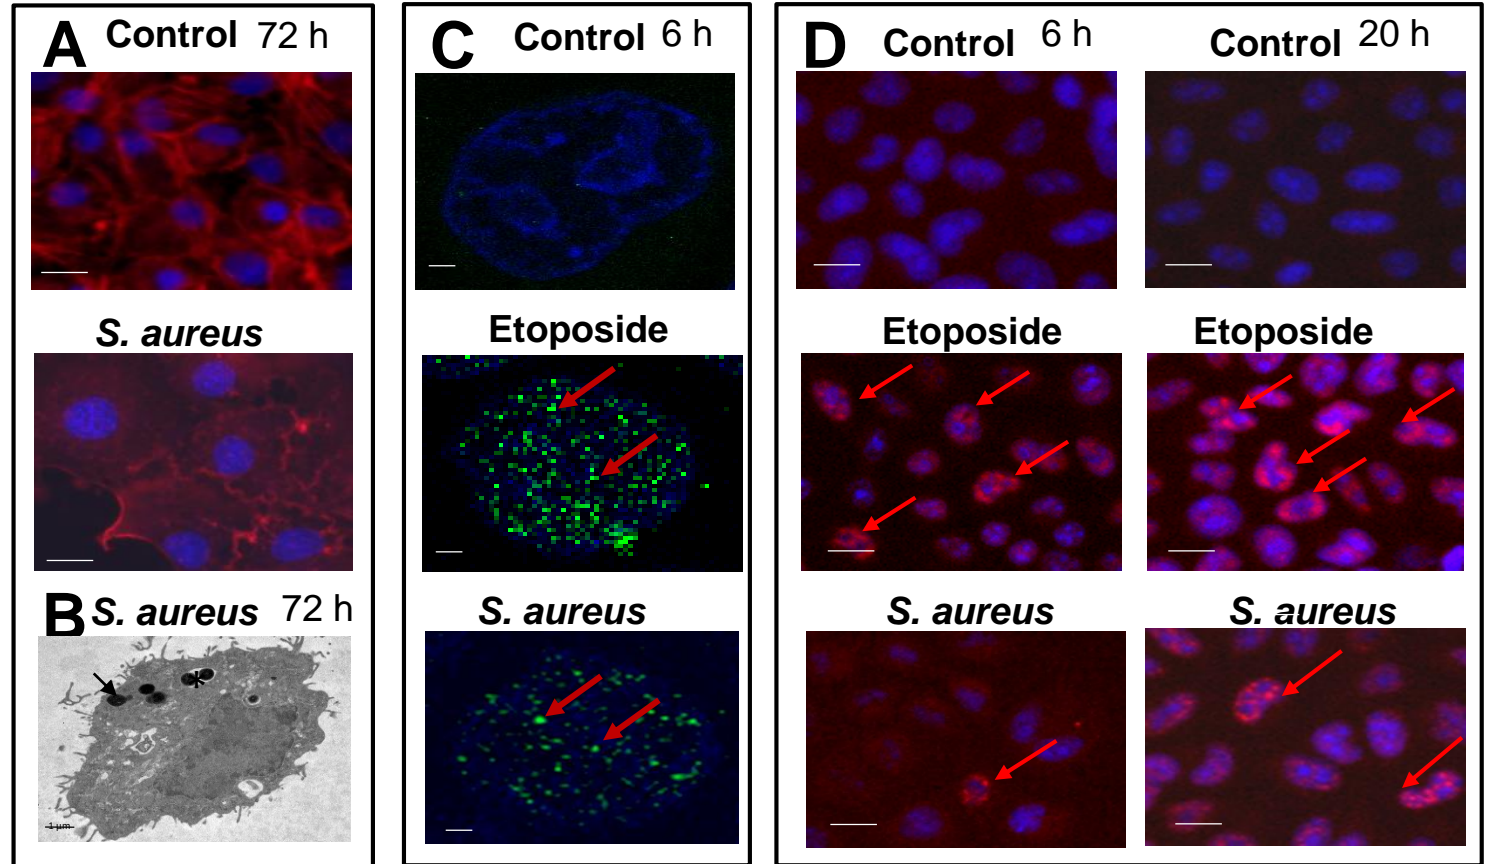 A Control 72 h
S. aureus
B S. aureus 72 h
*
1 µm
C Control 6 h
Etoposide
S. aureus
D Control 6 h Control 20 h
Etoposide Etoposide
S. aureus S. aureus